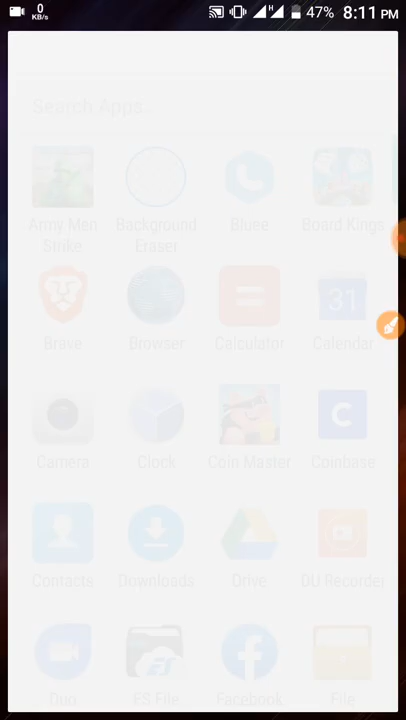 0
KB/s
H
47%
8:11 PM
Search Apps
Army Men
Strike
Background
Eraser
Bluee
Board Kings
Brave
Browser
Calculator
31
Calendar
Camera
Clock
Coin Master
C
Coinbase
Contacts
Downloads
Drive
DU Recorder
Duo
ES File
Facebook
File